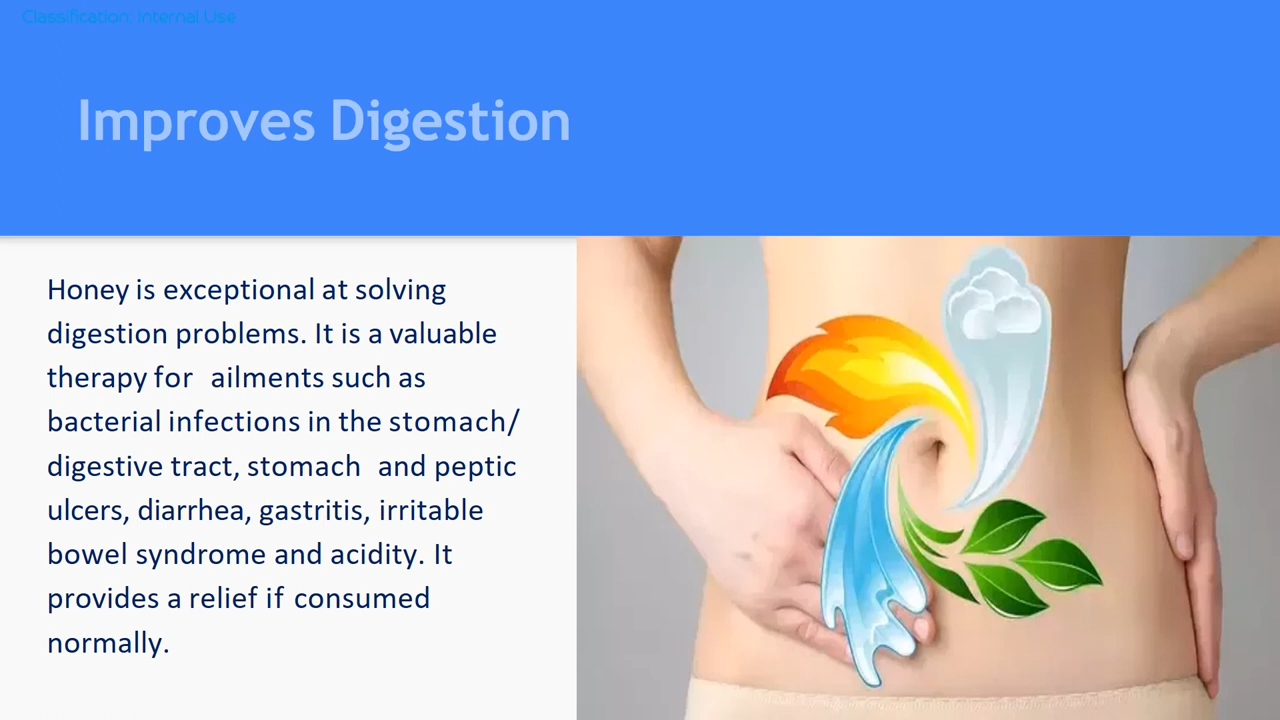 Classification: Internal Use
Improves Digestion
Honey is exceptional at solving
digestion problems. It is a valuable
therapy for ailments such as
bacterial infections in the stomach/
digestive tract, stomach and peptic
ulcers, diarrhea, gastritis, irritable
bowel syndrome and acidity. It
provides a relief if consumed
normally.